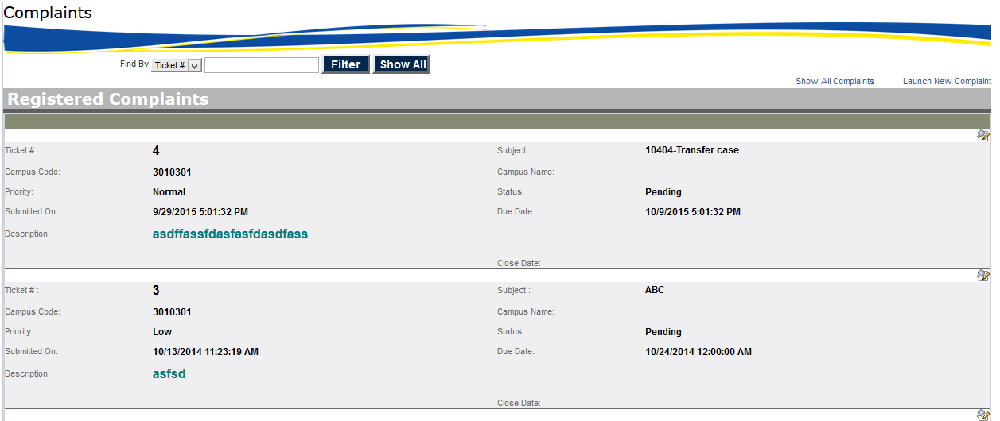 Complaints
Find By: Ticket # Filter Show All
Show All Complaints Launch New Complaint
Registered Complaints
Ticket # : 4 Subject : 10404-Transfer case
Campus Code: 3010301 Campus Name:
Priority: Normal Status: Pending
Submitted On: 9/29/2015 5:01:32 PM Due Date: 10/9/2015 5:01:32 PM
Description: asdffassfdasfasfdasdfass
Close Date:
Ticket # : 3 Subject : ABC
Campus Code: 3010301 Campus Name:
Priority: Low Status: Pending
Submitted On: 10/13/2014 11:23:19 AM Due Date: 10/24/2014 12:00:00 AM
Description: asfsd
Close Date: